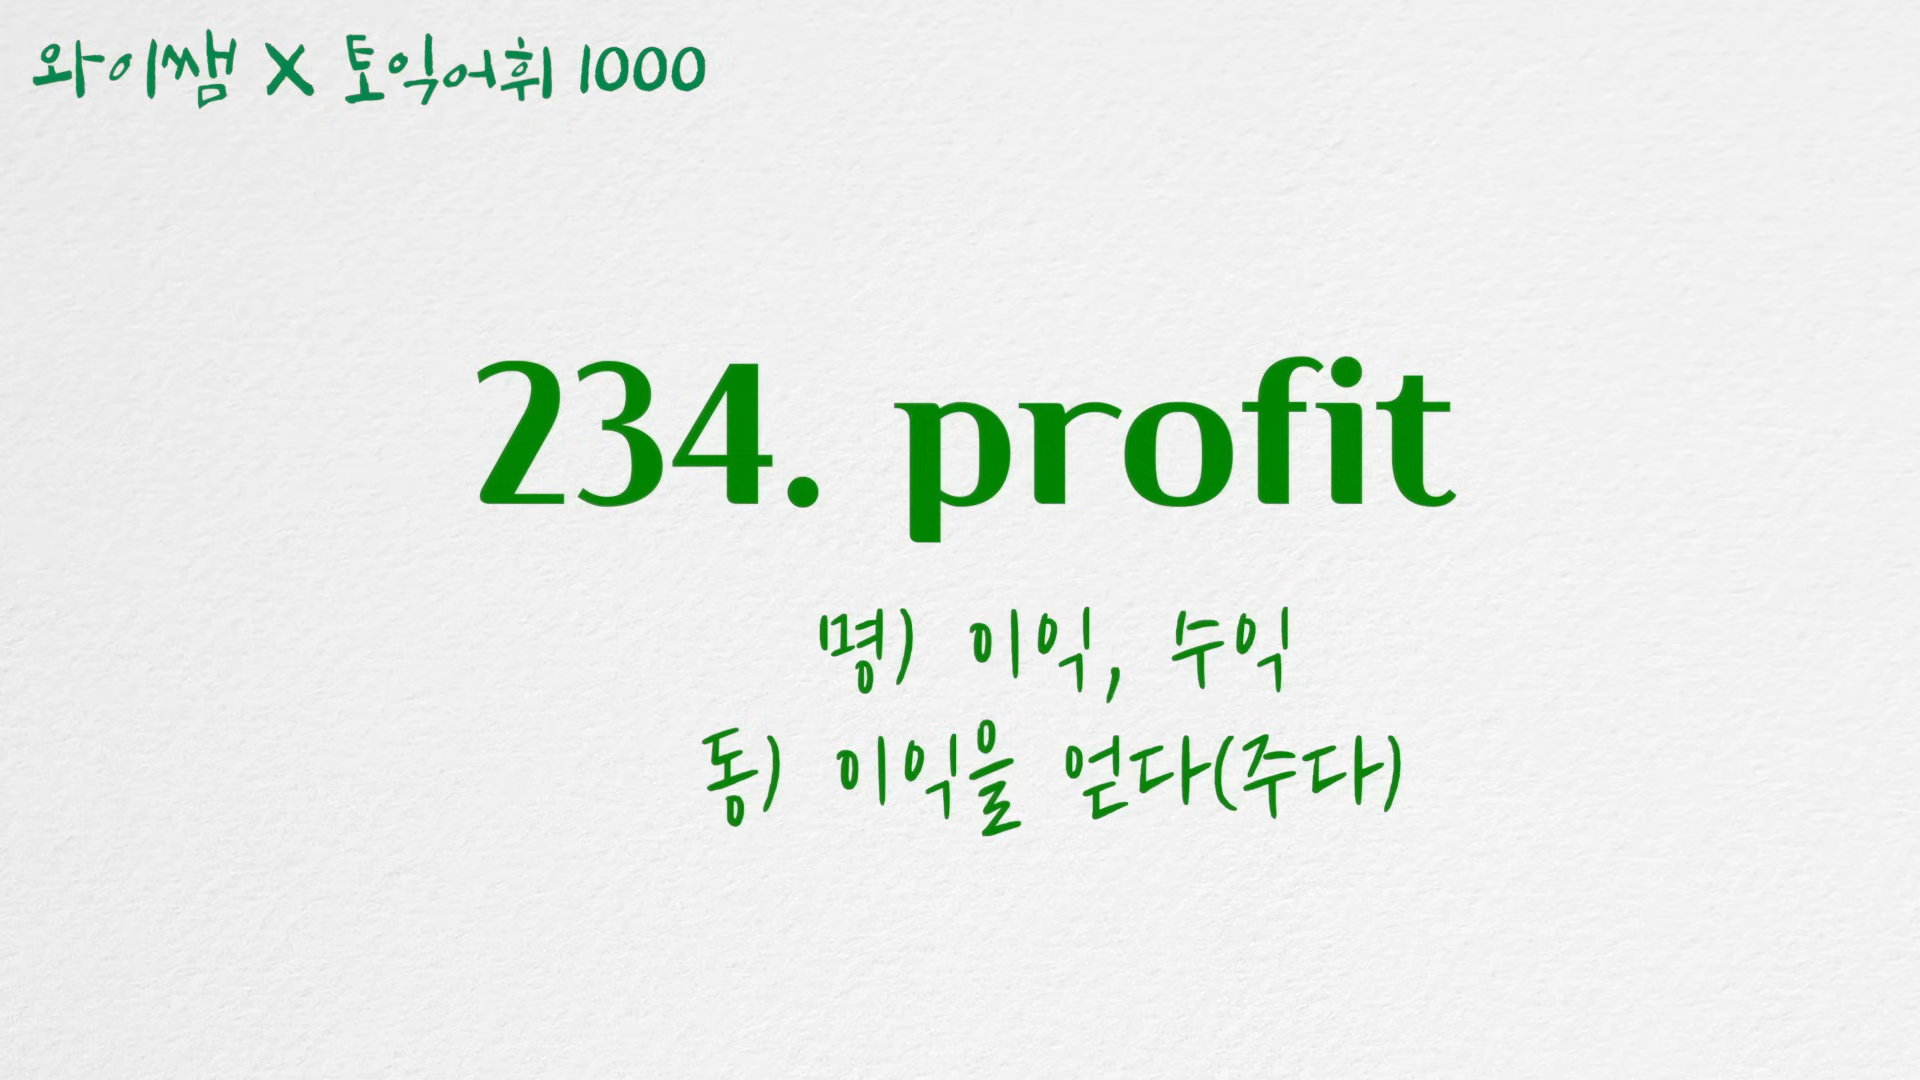 와이쌤 X 토익어휘 1000
234. profit
명) 이익, 수익
동) 이익을 얻다(주다)